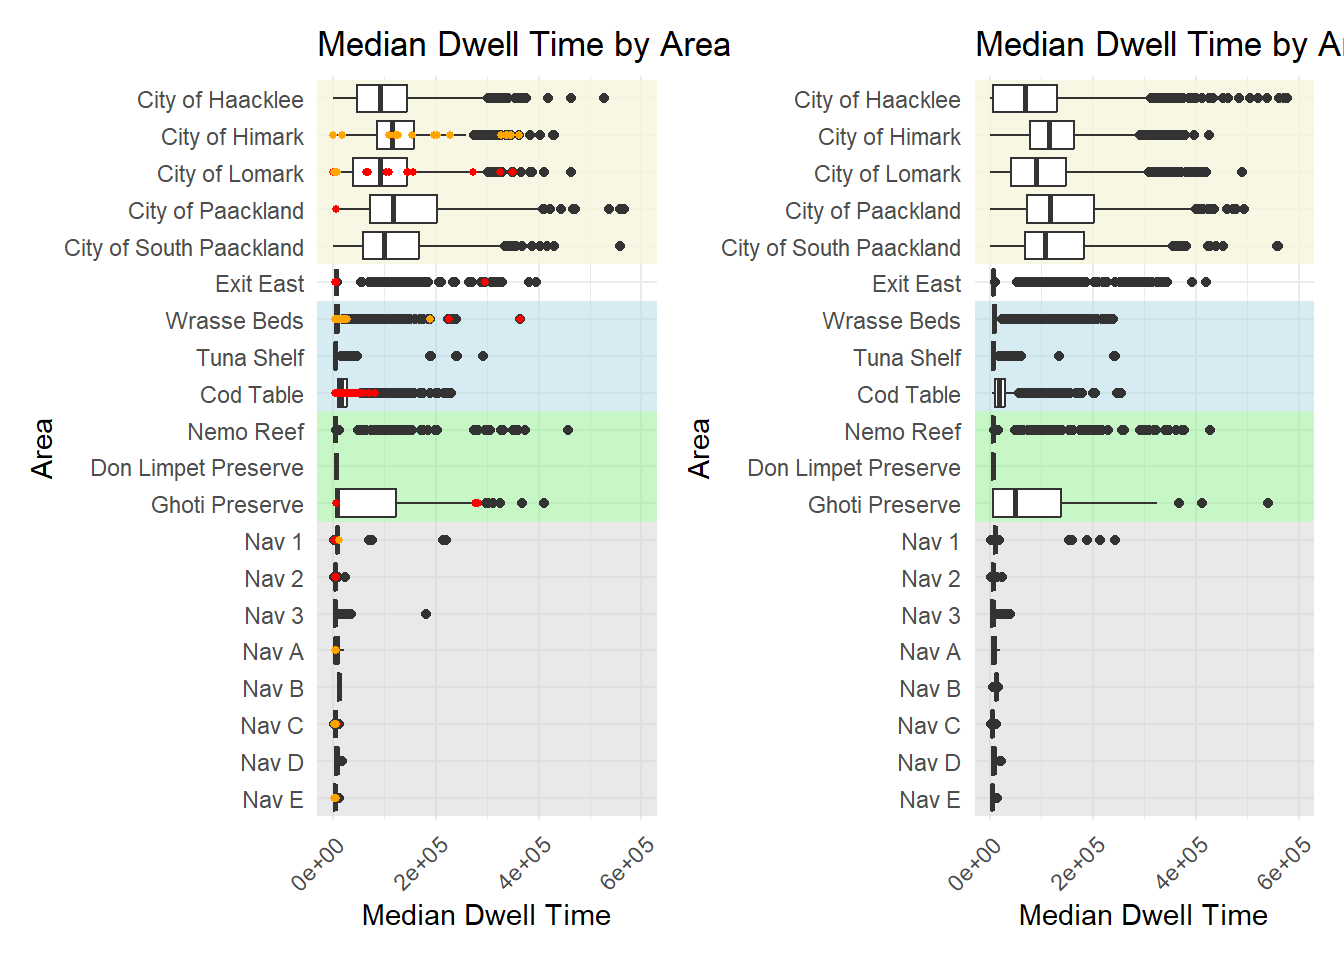 Median Dwell Time by Area
City of Haacklee
City of Himark
City of Lomark
City of Paackland
City of South Paackland
Exit East
Wrasse Beds
Tuna Shelf
Cod Table
Nemo Reef
Don Limpet Preserve
Ghoti Preserve
Nav 1
Nav 2
Nav 3
Nav A
Nav B
Nav C
Nav D
Nav E
Area
0e+00
2e+05
4e+05
6e+05
Median Dwell Time
Median Dwell Time by Ar
City of Haacklee
City of Himark
City of Lomark
City of Paackland
City of South Paackland
Exit East
Wrasse Beds
Tuna Shelf
Cod Table
Nemo Reef
Don Limpet Preserve
Ghoti Preserve
Nav 1
Nav 2
Nav 3
Nav A
Nav B
Nav C
Nav D
Nav E
Area
0e+00
2e+05
4e+05
6e+05
Median Dwell Time